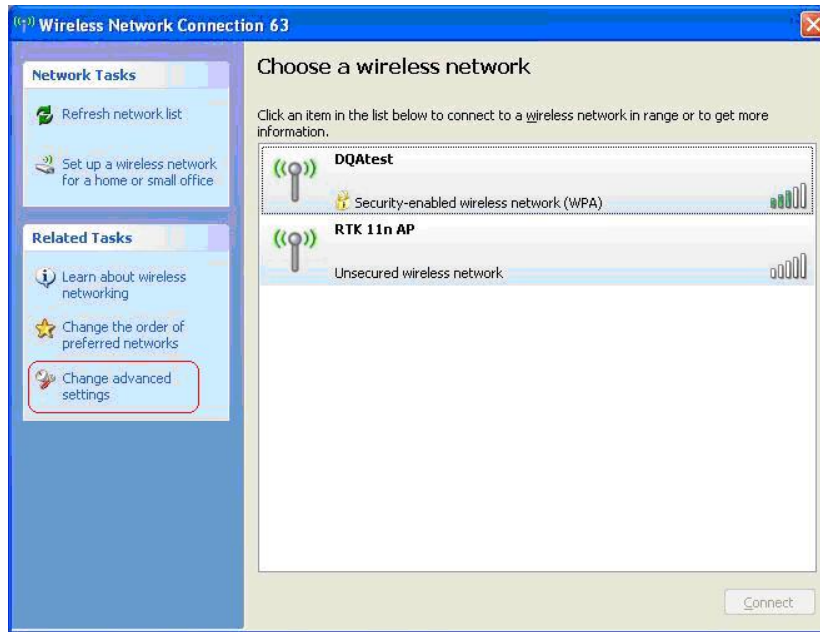 Wireless Network Connection 63
Network Tasks
Refresh network list
Set up a wireless network
for a home or small office
Related Tasks
Learn about wireless
networking
Change the order of
preferred networks
Change advanced
settings
Choose a wireless network
Click an item in the list below to connect to a wireless network in range or to get more
information.
DQAtest
Security-enabled wireless network (WPA)
RTK 11n AP
Unsecured wireless network
Connect